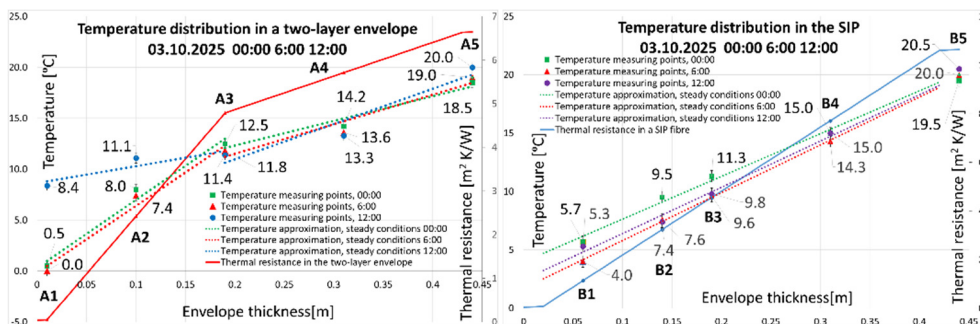 Temperature distribution in a two-layer envelope
03.10.2025 00:00 6:00 12:00
25.0
20.0
15.0
10.0
5.0
0.0
-5.0
Temperature [°C]
A1
A2
A3
A4
A5
0.5
0.0
8.4
11.1
8.0
7.4
12.5
11.4
11.8
14.2
13.6
13.3
20.0
19.0
18.5
Temperature measuring points, 00:00
Temperature measuring points, 6:00
Temperature measuring points, 12:00
Temperature approximation, steady conditions 00:00
Temperature approximation, steady conditions 6:00
Temperature approximation, steady conditions 12:00
Thermal resistance in the two-layer envelope
0
0.05
0.1
0.15
0.2
0.25
0.3
0.35
0.4
0.45
Envelope thickness[m]
Thermal resistance [m² K/W]
7
6
5
4
3
2
1
0
Temperature distribution in the SIP
03.10.2025 00:00 6:00 12:00
25
20
15
10
5
0
Temperature [°C]
Temperature measuring points, 00:00
Temperature measuring points, 6:00
Temperature measuring points, 12:00
Temperature approximation, steady conditions 00:00
Temperature approximation, steady conditions 6:00
Temperature approximation, steady conditions 12:00
Thermal resistance in a SIP fibre
B1
B2
B3
B4
B5
5.7
5.3
4.0
9.5
7.4
7.6
11.3
9.8
9.6
15.0
15.0
14.3
20.5
20.0
19.5
0
0.05
0.1
0.15
0.2
0.25
0.3
0.35
0.4
0.45
Envelope thickness [m]
Thermal resistance [m² K/W]